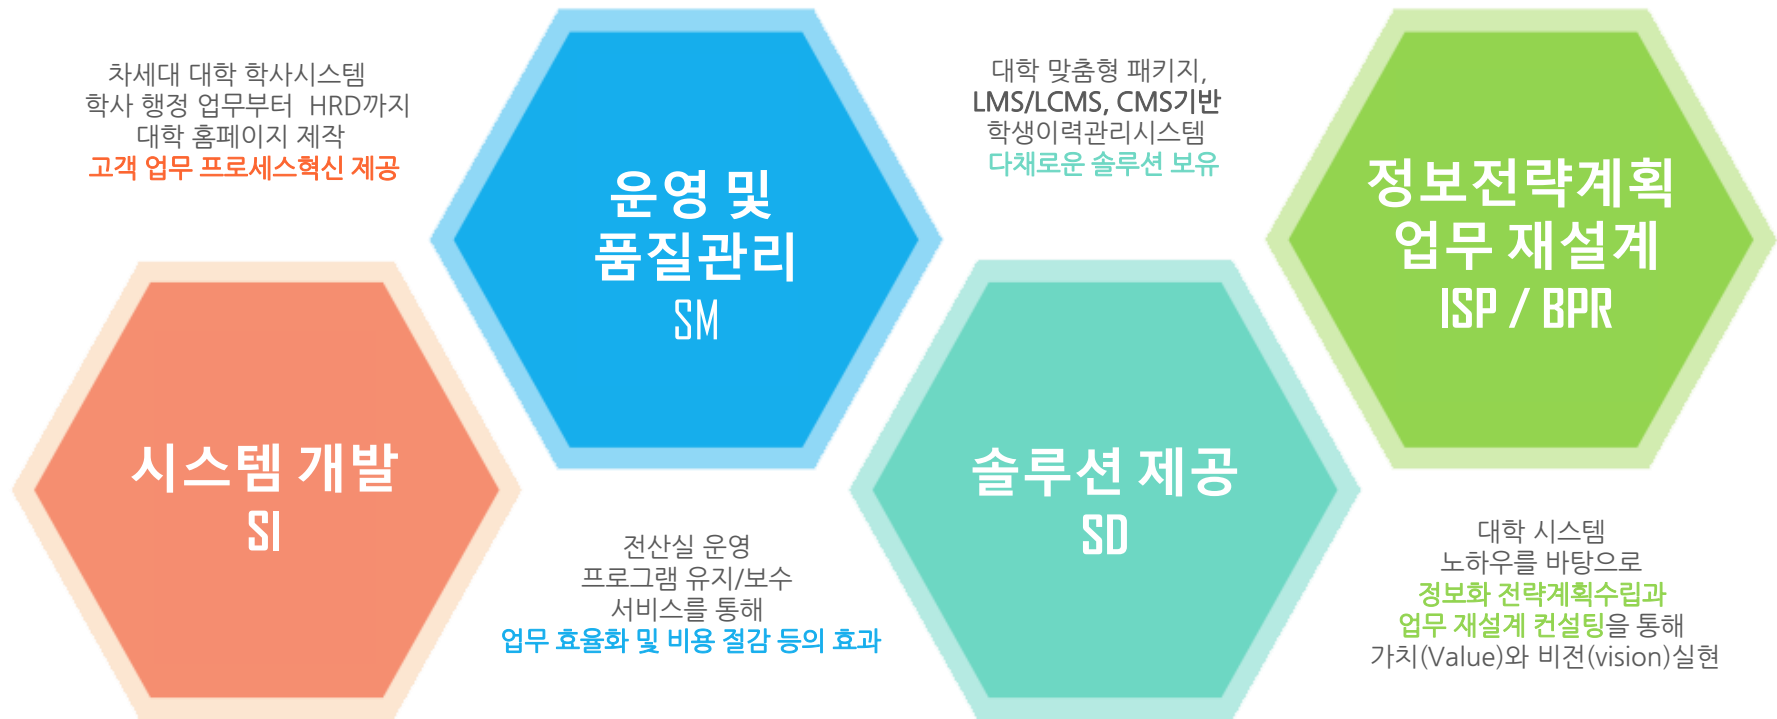 차세대 대학 학사시스템
학사 행정 업무부터 HRD까지
대학 홈페이지 제작
고객 업무 프로세스혁신 제공
시스템 개발
SI
운영 및
품질관리
SM
전산실 운영
프로그램 유지/보수
서비스를 통해
업무 효율화 및 비용 절감 등의 효과
대학 맞춤형 패키지,
LMS/LCMS, CMS기반
학생이력관리시스템
다채로운 솔루션 보유
솔루션 제공
SD
정보전략계획
업무 재설계
ISP / BPR
대학 시스템
노하우를 바탕으로
정보화 전략계획수립과
업무 재설계 컨설팅을 통해
가치(Value)와 비전(vision)실현